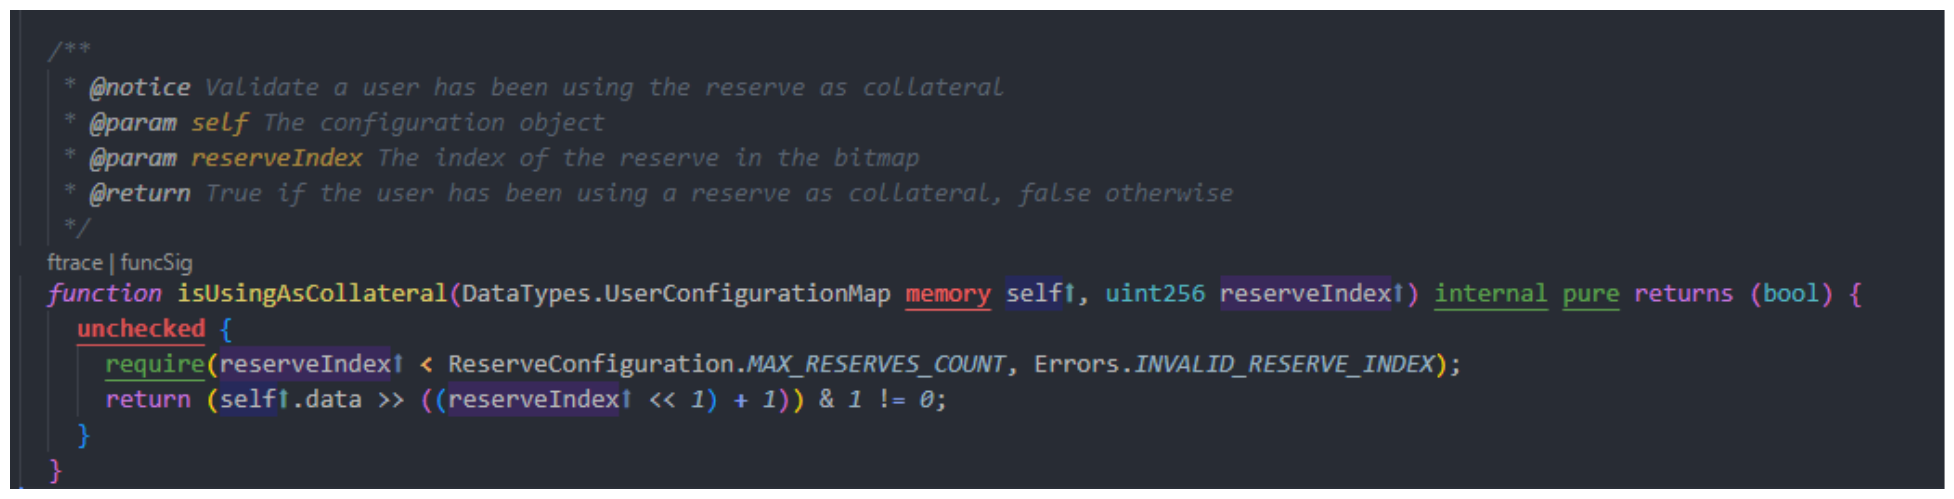 /**
* @notice Validate a user has been using the reserve as collateral
* @param self The configuration object
* @param reserveIndex The index of the reserve in the bitmap
* @return True if the user has been using a reserve as collateral, false otherwise
*/
ftrace | funcSig
function isUsingAsCollateral(DataTypes.UserConfigurationMap memory self⬆, uint256 reserveIndex⬆) internal pure returns (bool) {
unchecked {
require(reserveIndex⬆ < ReserveConfiguration.MAX_RESERVES_COUNT, Errors.INVALID_RESERVE_INDEX);
return (self⬆.data >> ((reserveIndex⬆ << 1) + 1)) & 1 != 0;
}
}